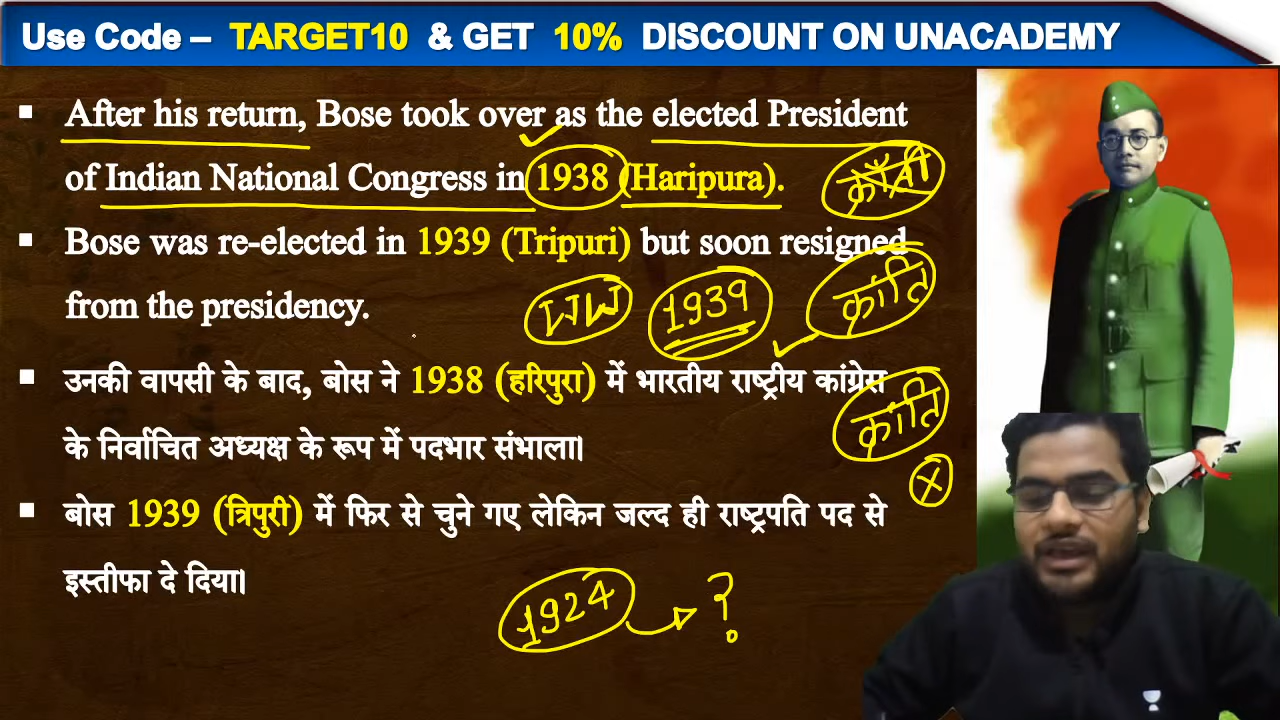 Use Code – TARGET10 & GET 10% DISCOUNT ON UNACADEMY
▪ After his return, Bose took over as the elected President
of Indian National Congress in 1938 (Haripura).
▪ Bose was re-elected in 1939 (Tripuri) but soon resigned
from the presidency.
क्रांति
WW
1939
▪ उनकी वापसी के बाद, बोस ने 1938 (हरिपुरा) में भारतीय राष्ट्रीय कांग्रेस
के निर्वाचित अध्यक्ष के रूप में पदभार संभाला।
क्रांति
▪ बोस 1939 (त्रिपुरी) में फिर से चुने गए लेकिन जल्द ही राष्ट्रपति पद से
इस्तीफा दे दिया।
1924 → ?